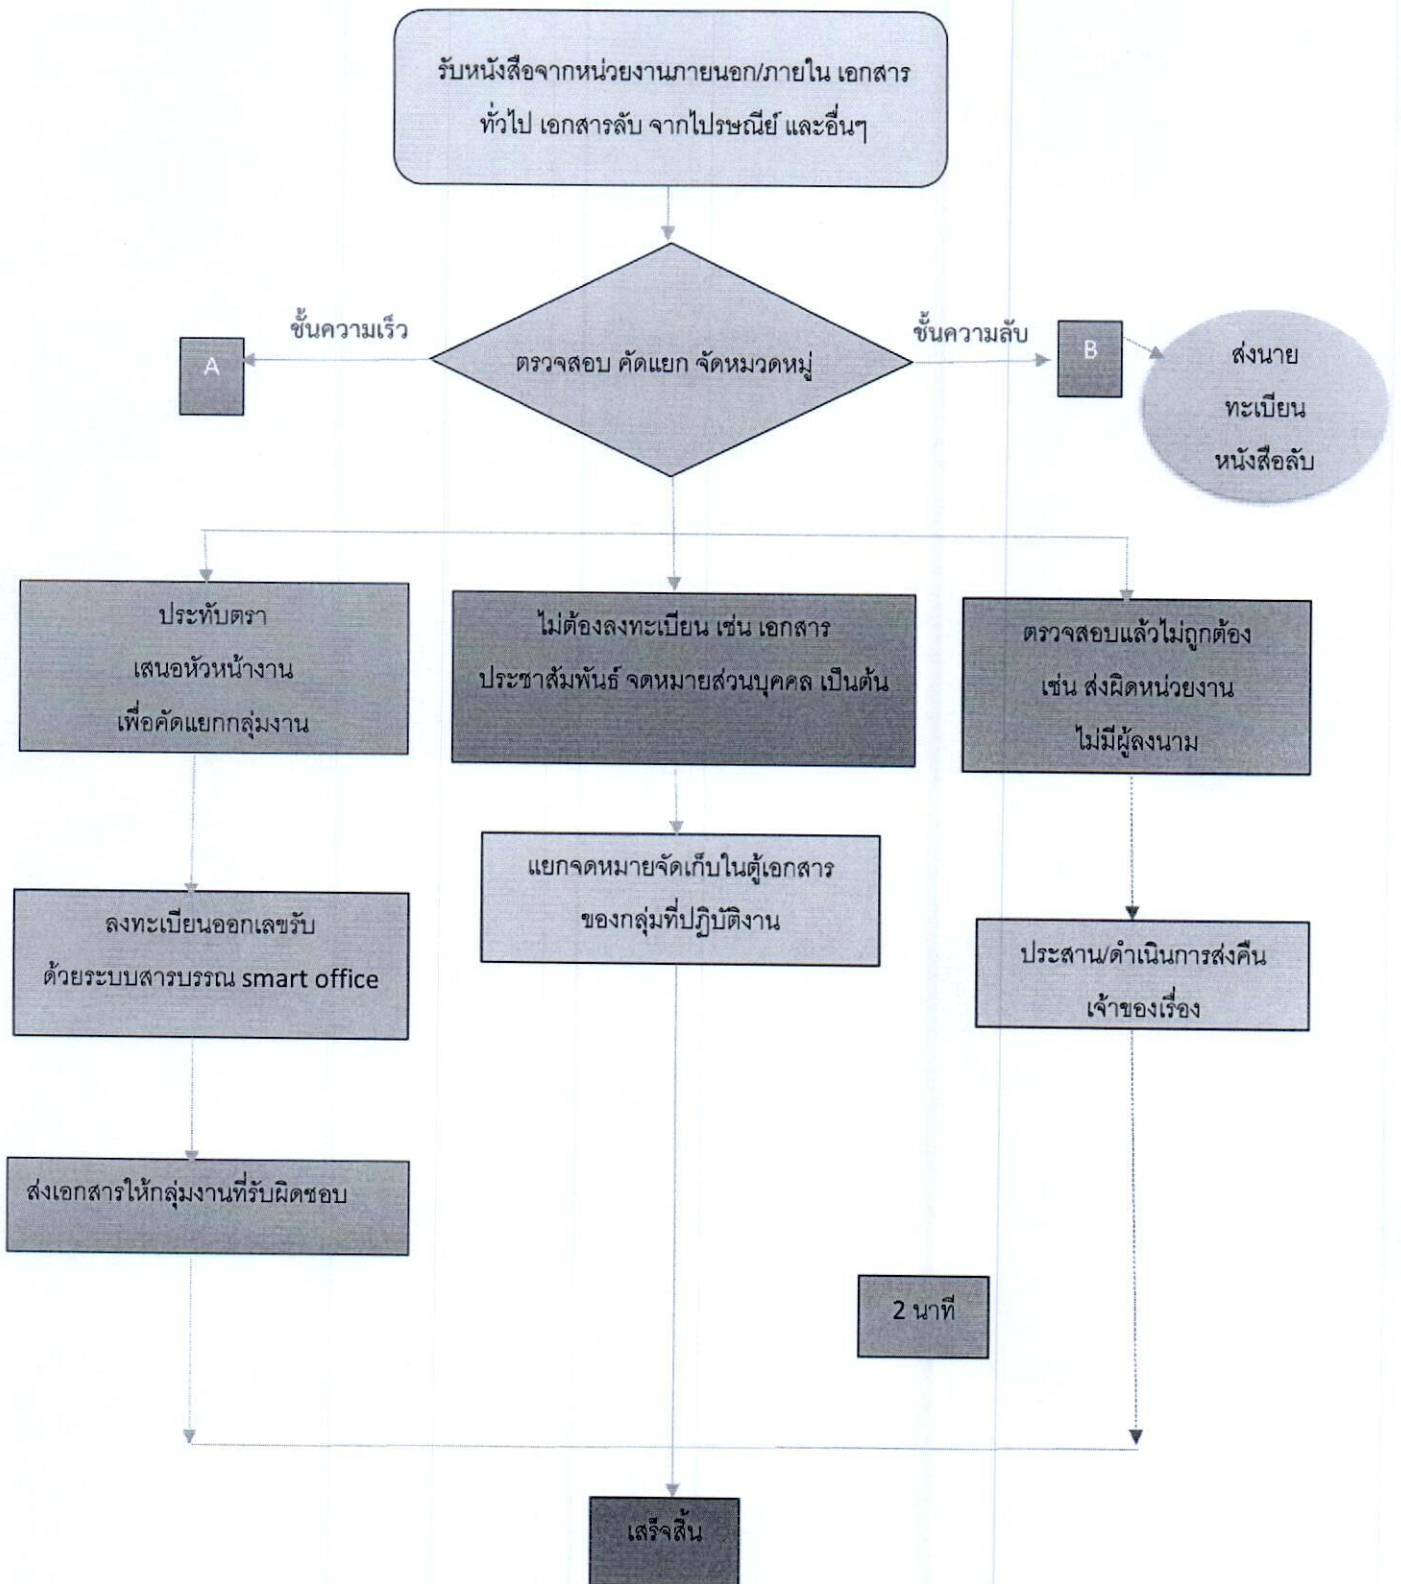 รับหนังสือจากหน่วยงานภายนอก/ภายใน เอกสาร
ทั่วไป เอกสารลับ จากไปรษณีย์ และอื่นๆ
ชั้นความเร็ว
ชั้นความลับ
A
ตรวจสอบ คัดแยก จัดหมวดหมู่
B
ส่งนาย
ทะเบียน
หนังสือลับ
ประทับตรา
เสนอหัวหน้างาน
เพื่อคัดแยกกลุ่มงาน
ไม่ต้องลงทะเบียน เช่น เอกสาร
ประชาสัมพันธ์ จดหมายส่วนบุคคล เป็นต้น
ตรวจสอบแล้วไม่ถูกต้อง
เช่น ส่งผิดหน่วยงาน
ไม่มีผู้ลงนาม
ลงทะเบียนออกเลขรับ
ด้วยระบบสารบรรณ smart office
แยกจดหมายจัดเก็บในตู้เอกสาร
ของกลุ่มที่ปฏิบัติงาน
ประสาน/ดำเนินการส่งคืน
เจ้าของเรื่อง
ส่งเอกสารให้กลุ่มงานที่รับผิดชอบ
2 นาที
เสร็จสิ้น